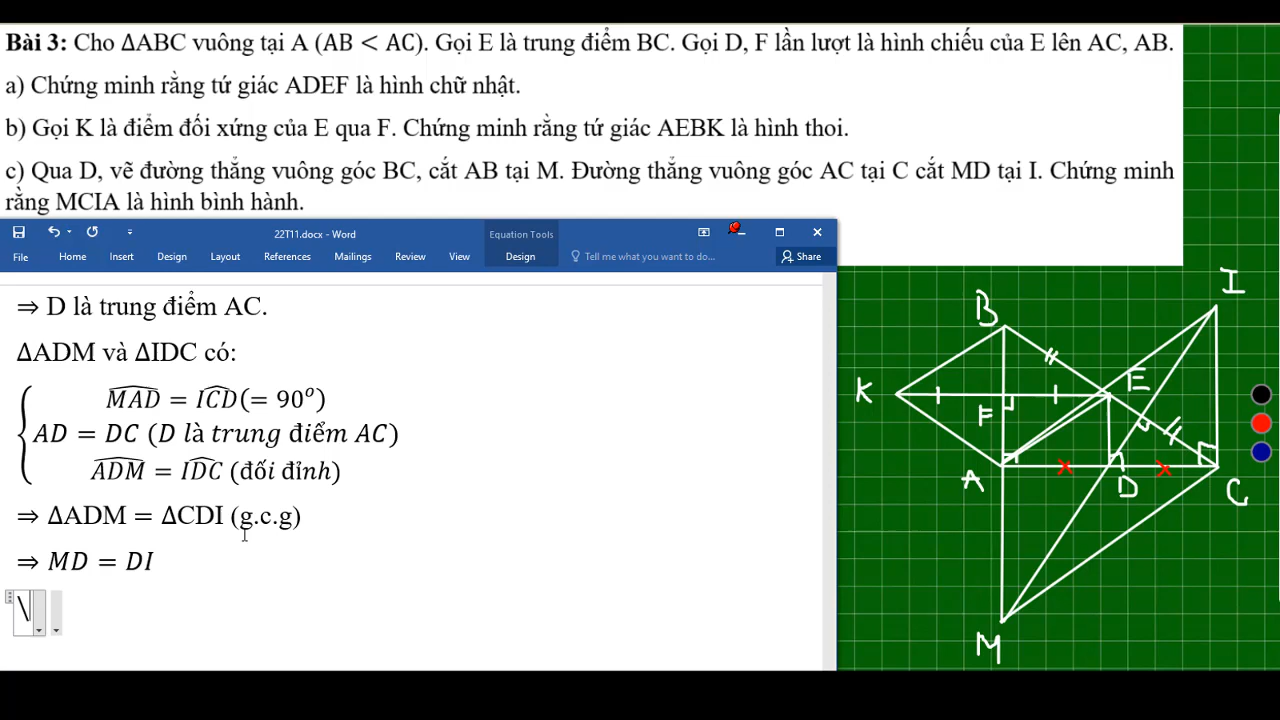 Bài 3: Cho ΔABC vuông tại A (AB < AC). Gọi E là trung điểm BC. Gọi D, F lần lượt là hình chiếu của E lên AC, AB.
a) Chứng minh rằng tứ giác ADEF là hình chữ nhật.
b) Gọi K là điểm đối xứng của E qua F. Chứng minh rằng tứ giác AEBK là hình thoi.
c) Qua D, vẽ đường thẳng vuông góc BC, cắt AB tại M. Đường thẳng vuông góc AC tại C cắt MD tại I. Chứng minh
rằng MCIA là hình bình hành.
22T11.docx - Word
Equation Tools
File Home Insert Design Layout References Mailings Review View Design Tell me what you want to do... Share
⇒ D là trung điểm AC.
ΔADM và ΔIDC có:
MAD = ICD(= 90°)
AD = DC (D là trung điểm AC)
ADM = IDC (đối đỉnh)
⇒ ΔADM = ΔCDI (g.c.g)
⇒ MD = DI
\
I
B
K
E
F
A
D
C
M